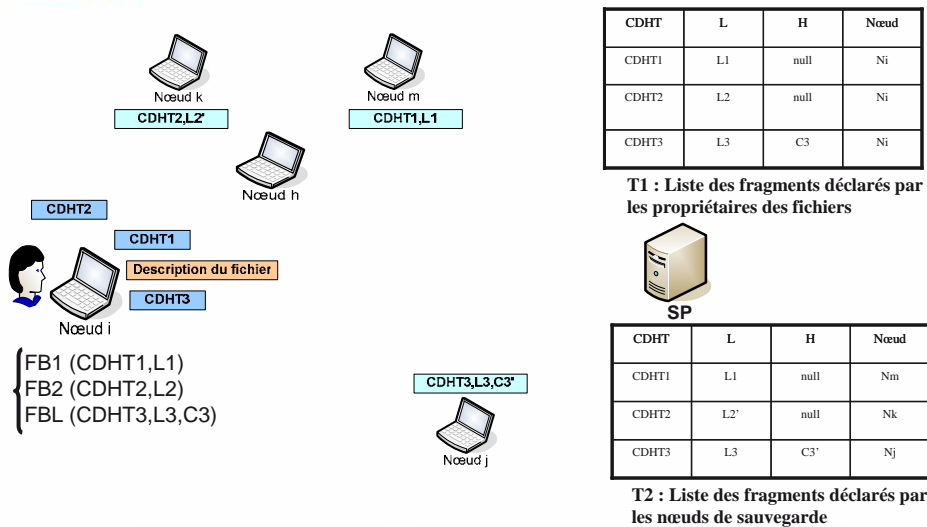 Nœud k
CDHT2,L2'
Nœud m
CDHT1,L1
Nœud h
CDHT2
CDHT1
Description du fichier
CDHT3
Nœud i
FB1 (CDHT1,L1)
FB2 (CDHT2,L2)
FBL (CDHT3,L3,C3)
CDHT3,L3,C3'
Nœud j
CDHT L H Nœud
CDHT1 L1 null Ni
CDHT2 L2 null Ni
CDHT3 L3 C3 Ni
T1 : Liste des fragments déclarés par
les propriétaires des fichiers
SP
CDHT L H Nœud
CDHT1 L1 null Nm
CDHT2 L2’ null Nk
CDHT3 L3 C3’ Nj
T2 : Liste des fragments déclarés par
les nœuds de sauvegarde